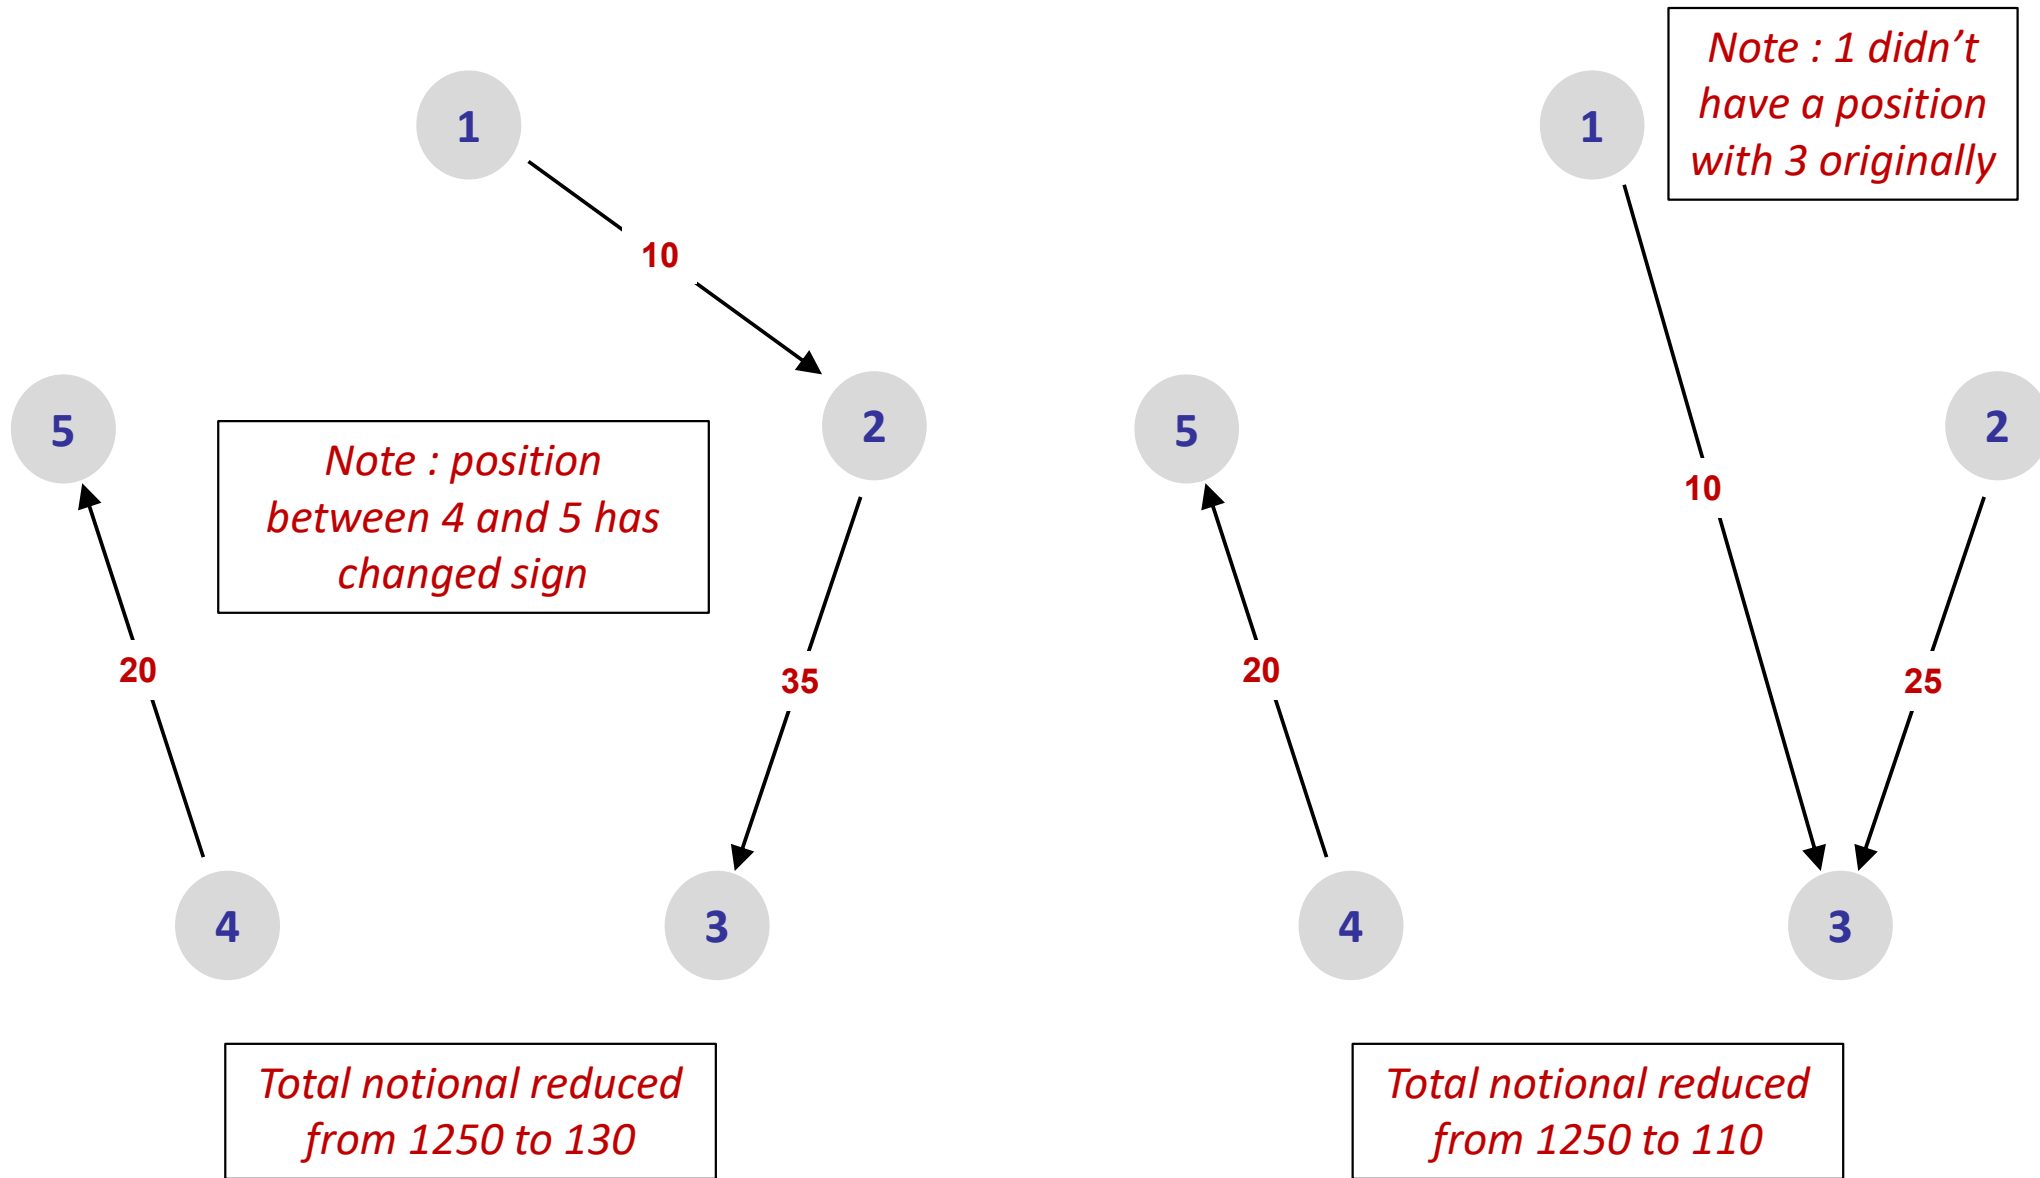 1
10
5
2
Note : position
between 4 and 5 has
changed sign
20
35
4
3
Total notional reduced
from 1250 to 130
1
Note : 1 didn’t
have a position
with 3 originally
5
2
10
20
25
4
3
Total notional reduced
from 1250 to 110